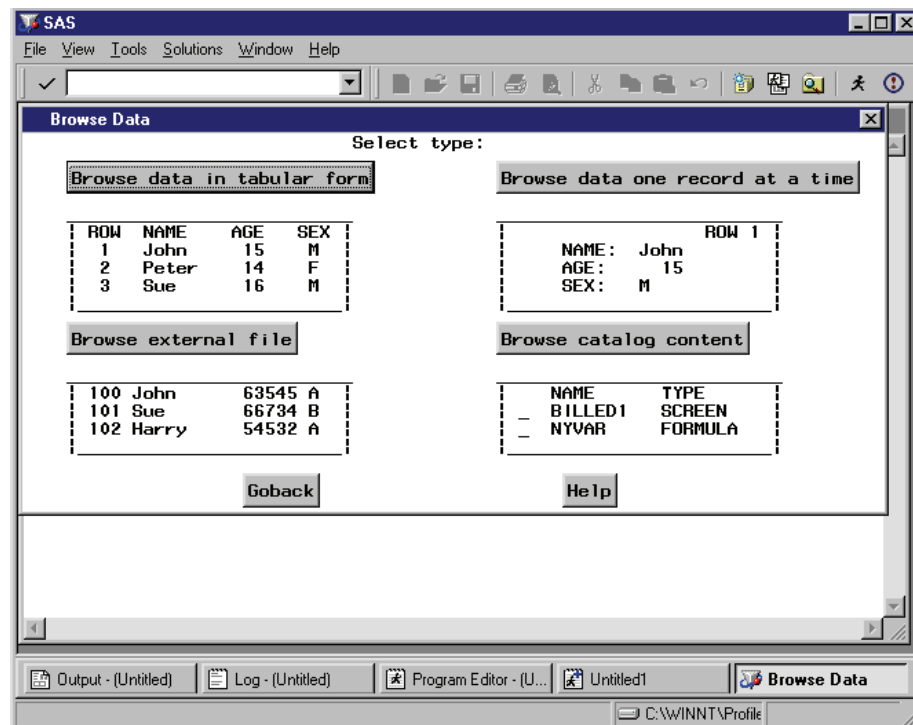 SAS
File View Tools Solutions Window Help
Browse Data
Select type:
Browse data in tabular form
Browse data one record at a time
ROW NAME AGE SEX
1 John 15 M
2 Peter 14 F
3 Sue 16 M
ROW 1
NAME: John
AGE: 15
SEX: M
Browse external file
Browse catalog content
100 John 63545 A
101 Sue 66734 B
102 Harry 54532 A
NAME TYPE
_ BILLED1 SCREEN
_ NYVAR FORMULA
Goback
Help
Output - (Untitled) Log - (Untitled) Program Editor - (U... Untitled1 Browse Data
C:\WINNT\Profile